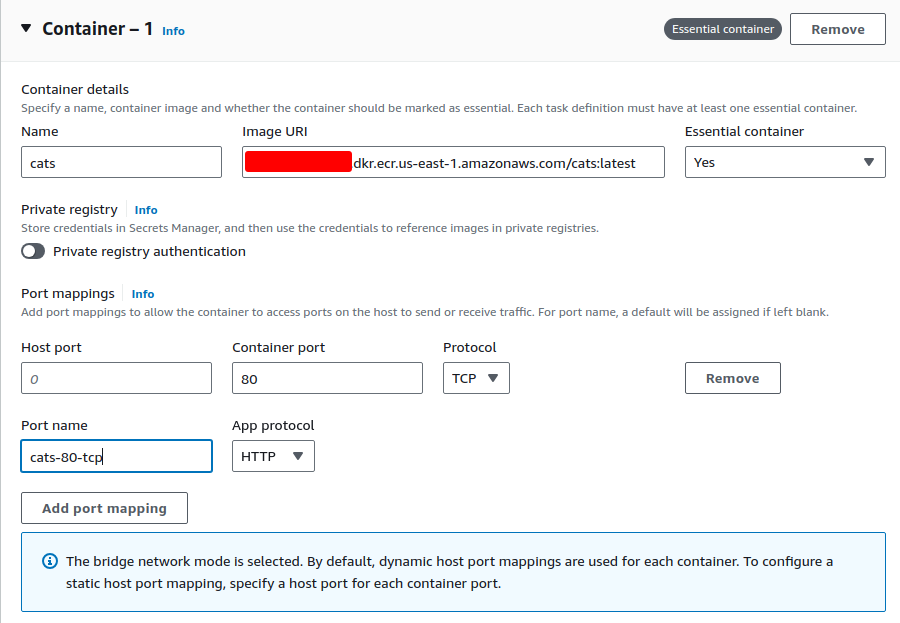 Container – 1 Info
Essential container
Remove
Container details
Specify a name, container image and whether the container should be marked as essential. Each task definition must have at least one essential container.
Name
Image URI
Essential container
cats
dkr.ecr.us-east-1.amazonaws.com/cats:latest
Yes
Private registry Info
Store credentials in Secrets Manager, and then use the credentials to reference images in private registries.
Private registry authentication
Port mappings Info
Add port mappings to allow the container to access ports on the host to send or receive traffic. For port name, a default will be assigned if left blank.
Host port
Container port
Protocol
0
80
TCP
Remove
Port name
App protocol
cats-80-tcp
HTTP
Add port mapping
The bridge network mode is selected. By default, dynamic host port mappings are used for each container. To configure a
static host port mapping, specify a host port for each container port.